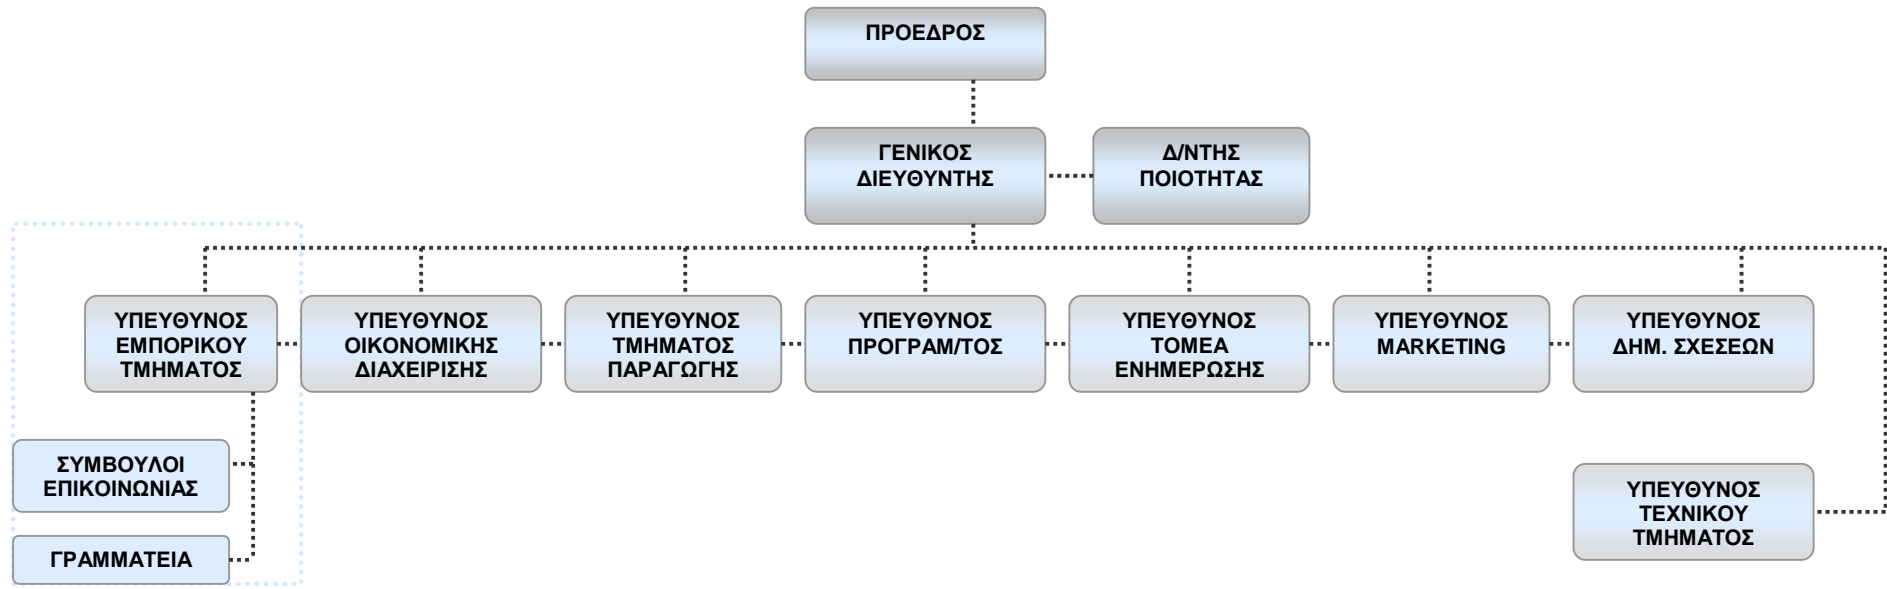 ΠΡΟΕΔΡΟΣ
ΓΕΝΙΚΟΣ
ΔΙΕΥΘΥΝΤΗΣ
Δ/ΝΤΗΣ
ΠΟΙΟΤΗΤΑΣ
ΥΠΕΥΘΥΝΟΣ
ΕΜΠΟΡΙΚΟΥ
ΤΜΗΜΑΤΟΣ
ΥΠΕΥΘΥΝΟΣ
ΟΙΚΟΝΟΜΙΚΗΣ
ΔΙΑΧΕΙΡΙΣΗΣ
ΥΠΕΥΘΥΝΟΣ
ΤΜΗΜΑΤΟΣ
ΠΑΡΑΓΩΓΗΣ
ΥΠΕΥΘΥΝΟΣ
ΠΡΟΓΡΑΜ/ΤΟΣ
ΥΠΕΥΘΥΝΟΣ
ΤΟΜΕΑ
ΕΝΗΜΕΡΩΣΗΣ
ΥΠΕΥΘΥΝΟΣ
MARKETING
ΥΠΕΥΘΥΝΟΣ
ΔΗΜ. ΣΧΕΣΕΩΝ
ΣΥΜΒΟΥΛΟΙ
ΕΠΙΚΟΙΝΩΝΙΑΣ
ΓΡΑΜΜΑΤΕΙΑ
ΥΠΕΥΘΥΝΟΣ
ΤΕΧΝΙΚΟΥ
ΤΜΗΜΑΤΟΣ